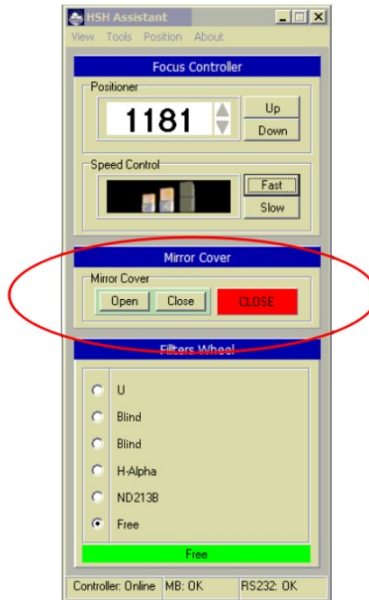 HSH Assistant
View Tools Position About
Focus Controller
Positioner
1181
Up
Down
Speed Control
Fast
Slow
Mirror Cover
Mirror Cover
Open Close CLOSE
Filters Wheel
U
Blind
Blind
H-Alpha
ND213B
Free
Free
Controller: Online MB: OK RS232: OK